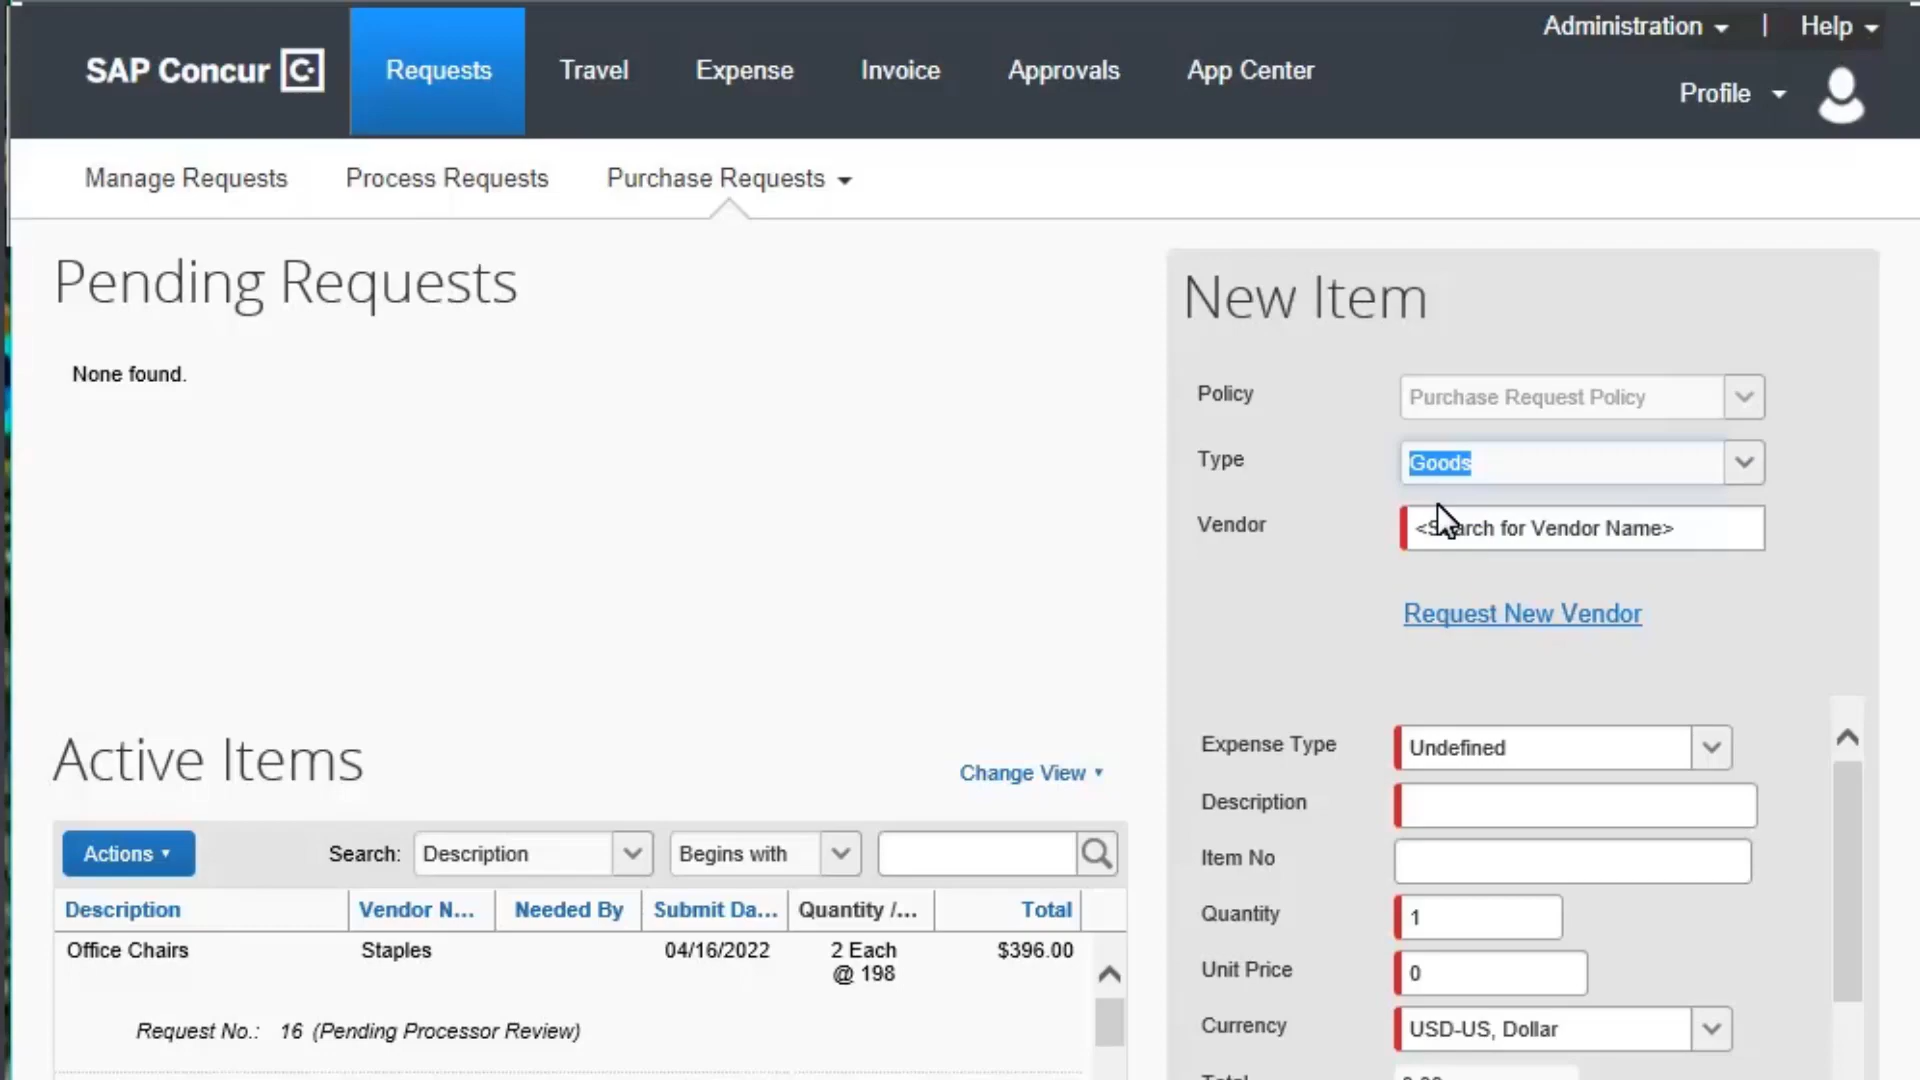 Administration | Help
SAP Concur C Requests Travel Expense Invoice Approvals App Center
Profile
Manage Requests Process Requests Purchase Requests
Pending Requests
None found.
Active Items
Change View
Actions Search: Description Begins with
Description Vendor N... Needed By Submit Da... Quantity /... Total
Office Chairs Staples 04/16/2022 2 Each $396.00
@ 198
Request No.: 16 (Pending Processor Review)
New Item
Policy Purchase Request Policy
Type Goods
Vendor for Vendor Name>
Request New Vendor
Expense Type Undefined
Description
Item No
Quantity 1
Unit Price 0
Currency USD-US, Dollar